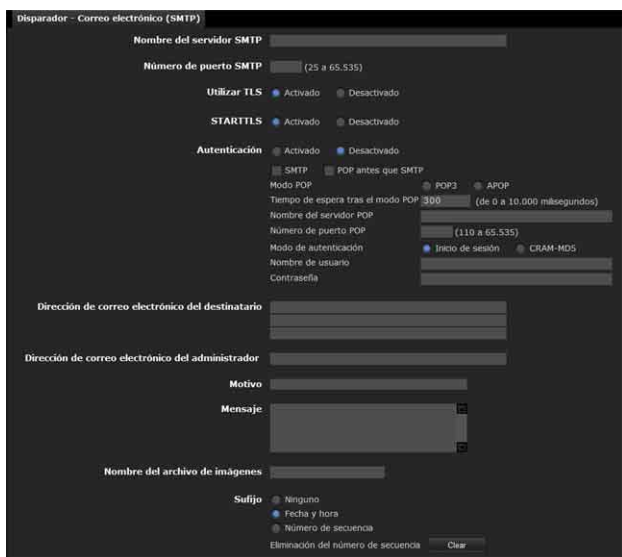 Disparador - Correo electrónico (SMTP)
Nombre del servidor SMTP
Número de puerto SMTP (25 a 65.535)
Utilizar TLS Activado Desactivado
STARTTLS Activado Desactivado
Autenticación Activado Desactivado
SMTP POP antes que SMTP
Modo POP POP3 APOP
Tiempo de espera tras el modo POP 300 (de 0 a 10.000 milisegundos)
Nombre del servidor POP
Número de puerto POP (110 a 65.535)
Modo de autenticación Inicio de sesión CRAM-MD5
Nombre de usuario
Contraseña
Dirección de correo electrónico del destinatario
Dirección de correo electrónico del administrador
Motivo
Mensaje
Nombre del archivo de imágenes
Sufijo Ninguno
Fecha y hora
Número de secuencia
Eliminación del número de secuencia Clear